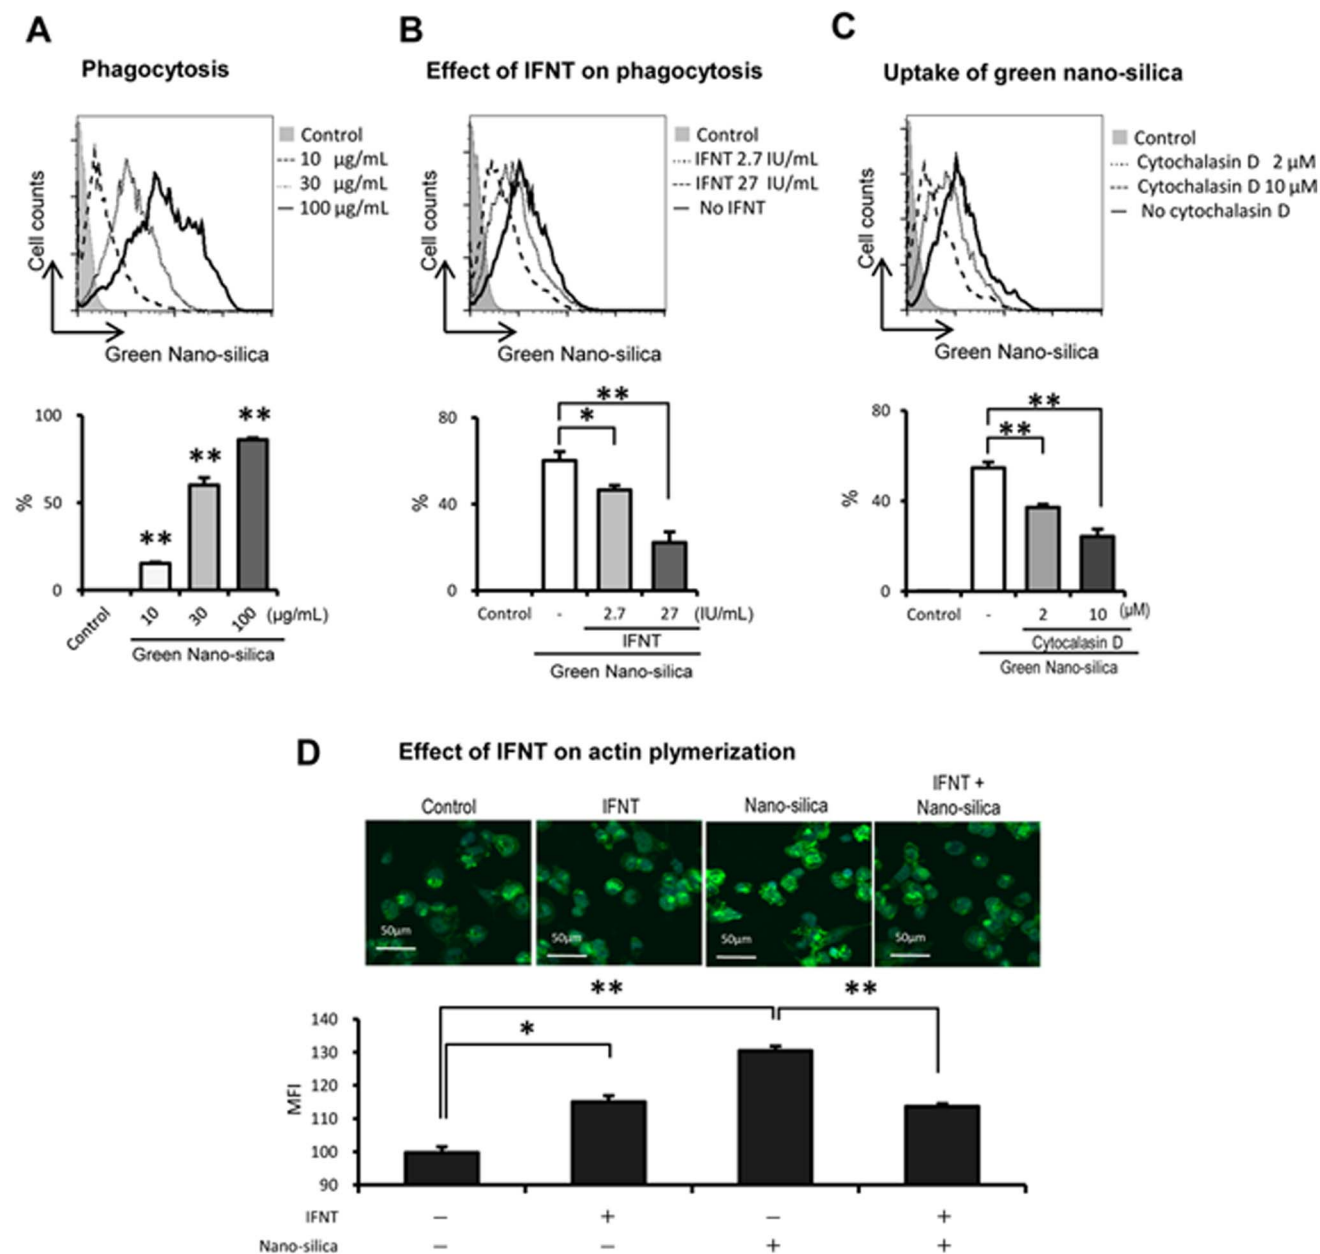 A
Phagocytosis
Cell counts
Control
10 µg/mL
30 µg/mL
100 µg/mL
Green Nano-silica
%
100
50
0
**
**
**
Control
10
30
100
(µg/mL)
Green Nano-silica
B
Effect of IFNT on phagocytosis
Cell counts
Control
IFNT 2.7 IU/mL
IFNT 27 IU/mL
No IFNT
Green Nano-silica
%
80
40
0
**
*
Control - 2.7 27 (IU/mL)
IFNT
Green Nano-silica
C
Uptake of green nano-silica
Cell counts
Control
Cytochalasin D 2 µM
Cytochalasin D 10 µM
No cytochalasin D
Green Nano-silica
%
80
40
0
**
**
Control - 2 10 (µM)
Cytocalasin D
Green Nano-silica
D
Effect of IFNT on actin plymerization
Control
IFNT
Nano-silica
IFNT +
Nano-silica
50µm
50µm
50µm
50µm
MFI
140
130
120
110
100
90
**
**
*
IFNT − + − +
Nano-silica − − + +